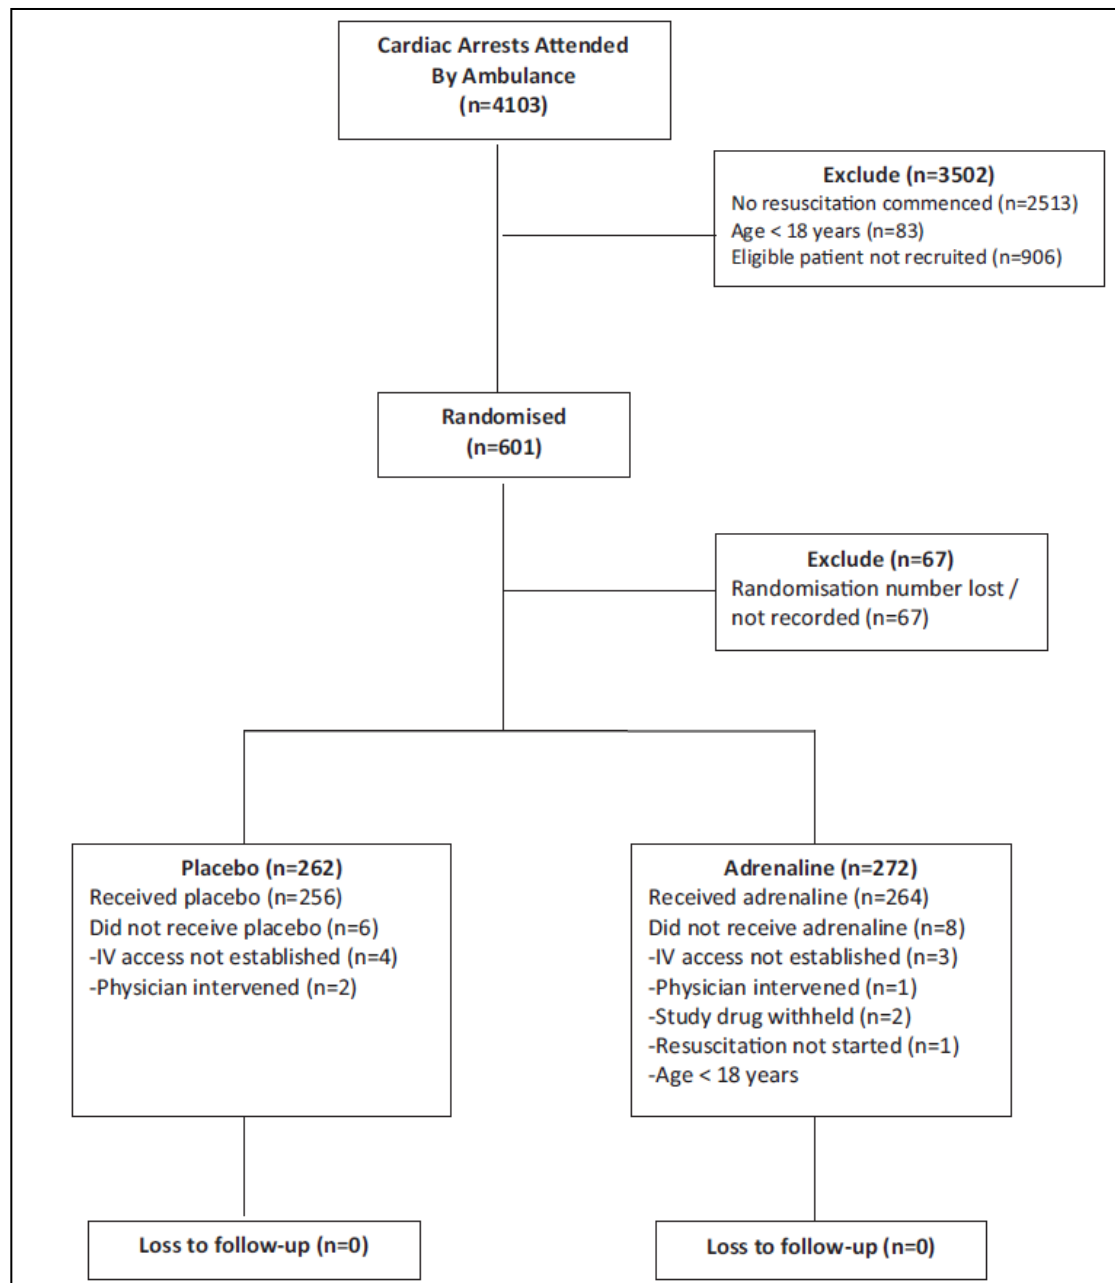 Cardiac Arrests Attended
By Ambulance
(n=4103)
Exclude (n=3502)
No resuscitation commenced (n=2513)
Age < 18 years (n=83)
Eligible patient not recruited (n=906)
Randomised
(n=601)
Exclude (n=67)
Randomisation number lost /
not recorded (n=67)
Placebo (n=262)
Received placebo (n=256)
Did not receive placebo (n=6)
-IV access not established (n=4)
-Physician intervened (n=2)
Adrenaline (n=272)
Received adrenaline (n=264)
Did not receive adrenaline (n=8)
-IV access not established (n=3)
-Physician intervened (n=1)
-Study drug withheld (n=2)
-Resuscitation not started (n=1)
-Age < 18 years
Loss to follow-up (n=0)
Loss to follow-up (n=0)